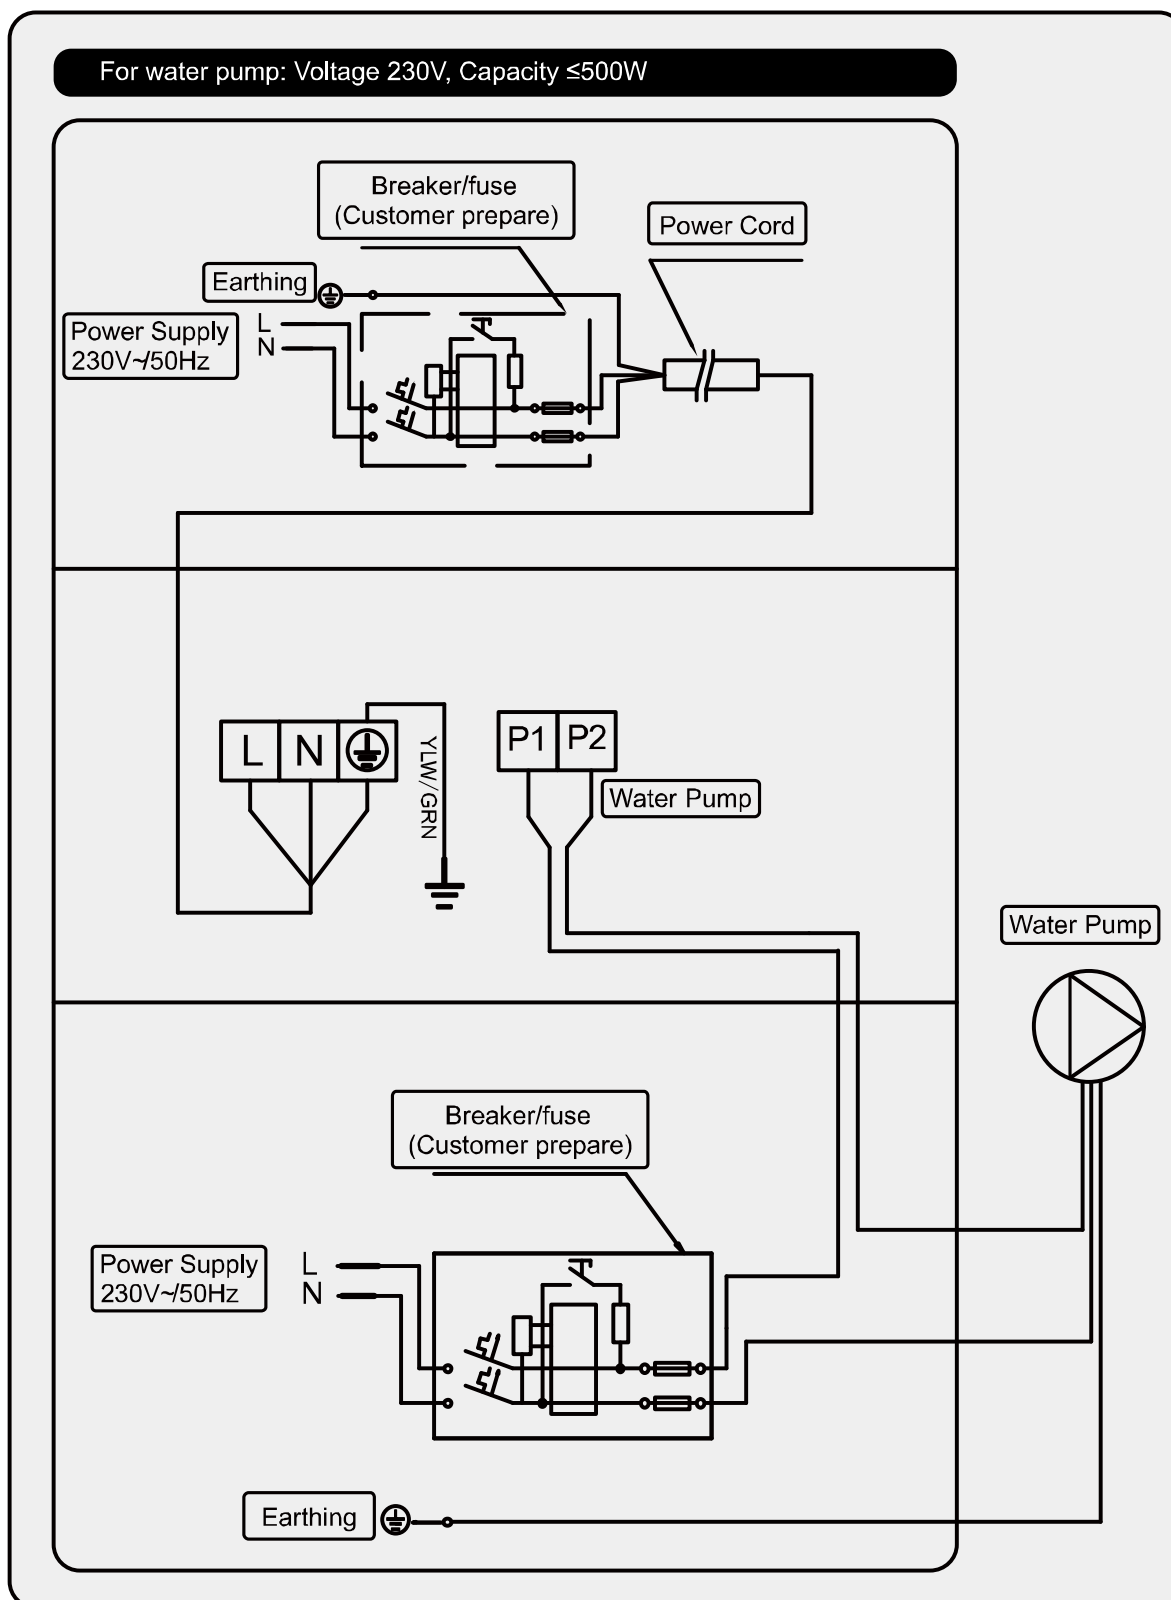 For water pump: Voltage 230V, Capacity ≤500W
Breaker/fuse
(Customer prepare)
Power Cord
Earthing
Power Supply
230V~/50Hz
L
N
L N
YLW/GRN
P1 P2
Water Pump
Water Pump
Breaker/fuse
(Customer prepare)
Power Supply
230V~/50Hz
L
N
Earthing